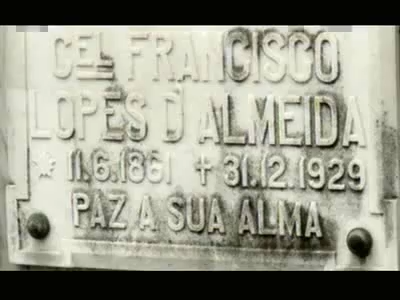 CEL FRANCISCO
LOPES D'ALMEIDA
* 11.6.1861 + 31.12.1929
PAZ A SUA ALMA